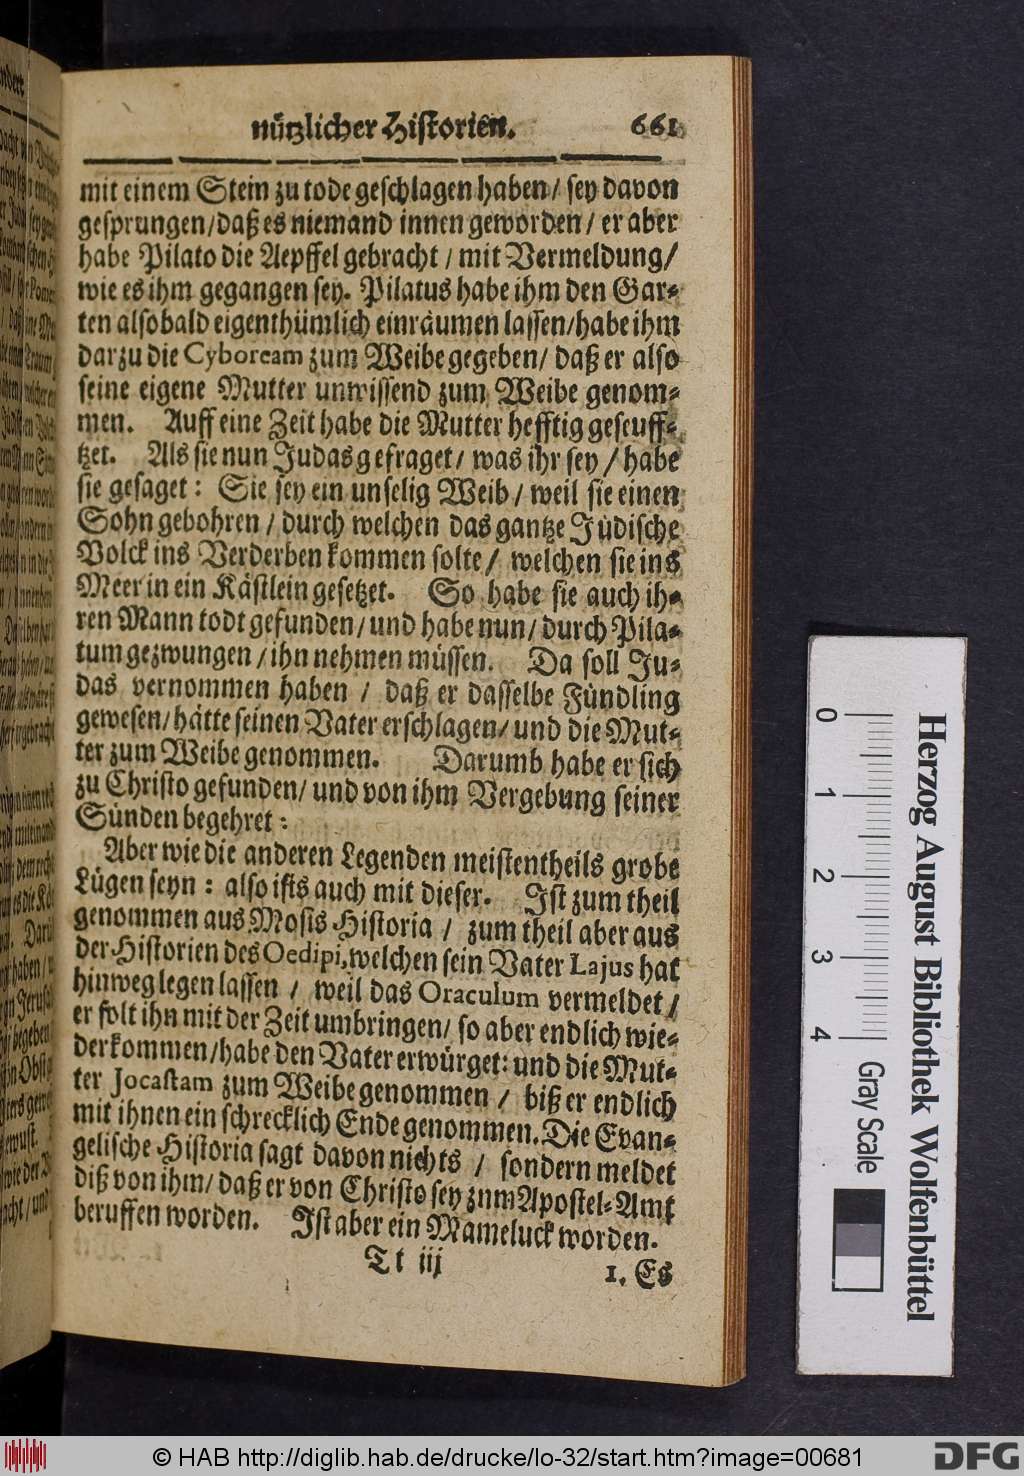 nützlicher Historien. 661
mit einem Stein zu tode geschlagen haben / sey davon
gesprungen / daß es niemand innen geworden / er aber
habe Pilato die Aepffel gebracht / mit Vermeldung /
wie es ihm gegangen sey. Pilatus habe ihm den Gar-
ten alsobald eigenthümlich einräumen lassen / habe ihm
darzu die Cyboream zum Weibe gegeben / daß er also
seine eigene Mutter unwissend zum Weibe genom-
men. Auff eine Zeit habe die Mutter hefftig geseuff-
tzet. Als sie nun Judas gefraget / was ihr sey / habe
sie gesaget : Sie sey ein unselig Weib / weil sie einen
Sohn gebohren / durch welchen das gantze Jüdische
Volck ins Verderben kommen solte / welchen sie ins
Meer in ein Kästlein gesetzet. So habe sie auch ih-
ren Mann todt gefunden / und habe nun / durch Pila-
tum gezwungen / ihn nehmen müssen. Da soll Ju-
das vernommen haben / daß er dasselbe Fündling
gewesen / hätte seinen Vater erschlagen / und die Mut-
ter zum Weibe genommen. Darumb habe er sich
zu Christo gefunden / und von ihm Vergebung seiner
Sünden begehret :
Aber wie die anderen Legenden meistentheils grobe
Lügen seyn : also ists auch mit dieser. Ist zum theil
genommen aus Mosis Historia / zum theil aber aus
der Historien des Oedipi, welchen sein Vater Lajus hat
hinweg legen lassen / weil das Oraculum vermeldet /
er solt ihn mit der Zeit umbringen / so aber endlich wie-
der kommen / habe den Vater erwürget : und die Mut-
ter Jocastam zum Weibe genommen / biß er endlich
mit ihnen ein schrecklich Ende genommen. Die Evan-
gelische Historia sagt davon nichts / sondern meldet
diß von ihm / daß er von Christo sey zum Apostel-Amt
beruffen worden. Ist aber ein Mameluck worden.
Tt iij
1. Es
0 1 2 3 4
Gray Scale
Herzog August Bibliothek Wolfenbüttel
© HAB http://diglib.hab.de/drucke/lo-32/start.htm?image=00681
DFG